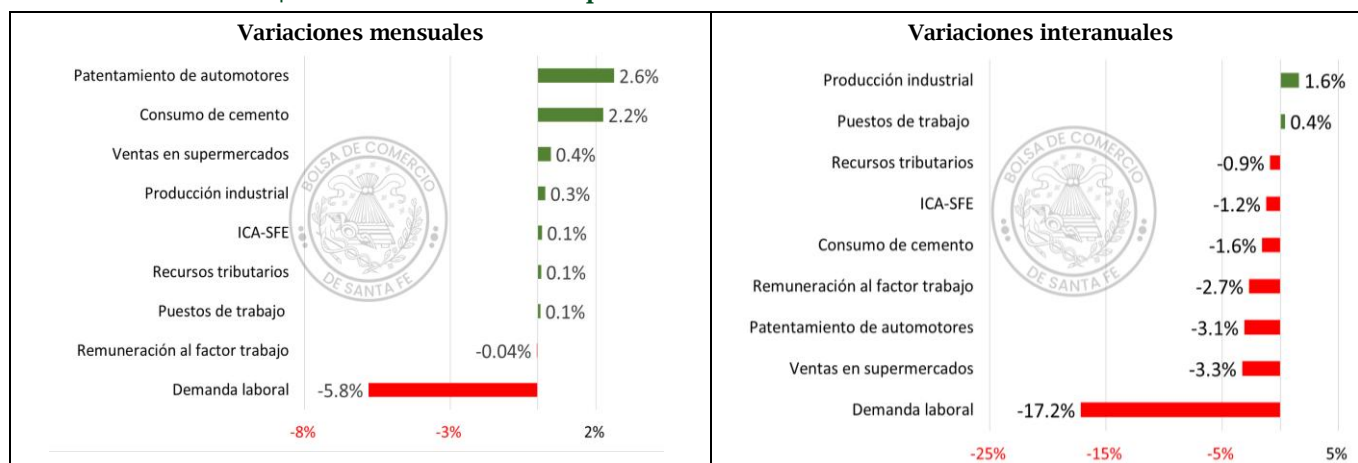 Variaciones mensuales
Patentamiento de automotores 2.6%
Consumo de cemento 2.2%
Ventas en supermercados 0.4%
Producción industrial 0.3%
ICA-SFE 0.1%
Recursos tributarios 0.1%
Puestos de trabajo 0.1%
Remuneración al factor trabajo -0.04%
Demanda laboral -5.8%
-8% -3% 2%
BOLSA DE COMERCIO
DE SANTA FE
Variaciones interanuales
Producción industrial 1.6%
Puestos de trabajo 0.4%
Recursos tributarios -0.9%
ICA-SFE -1.2%
Consumo de cemento -1.6%
Remuneración al factor trabajo -2.7%
Patentamiento de automotores -3.1%
Ventas en supermercados -3.3%
Demanda laboral -17.2%
-25% -15% -5% 5%
BOLSA DE COMERCIO
DE SANTA FE